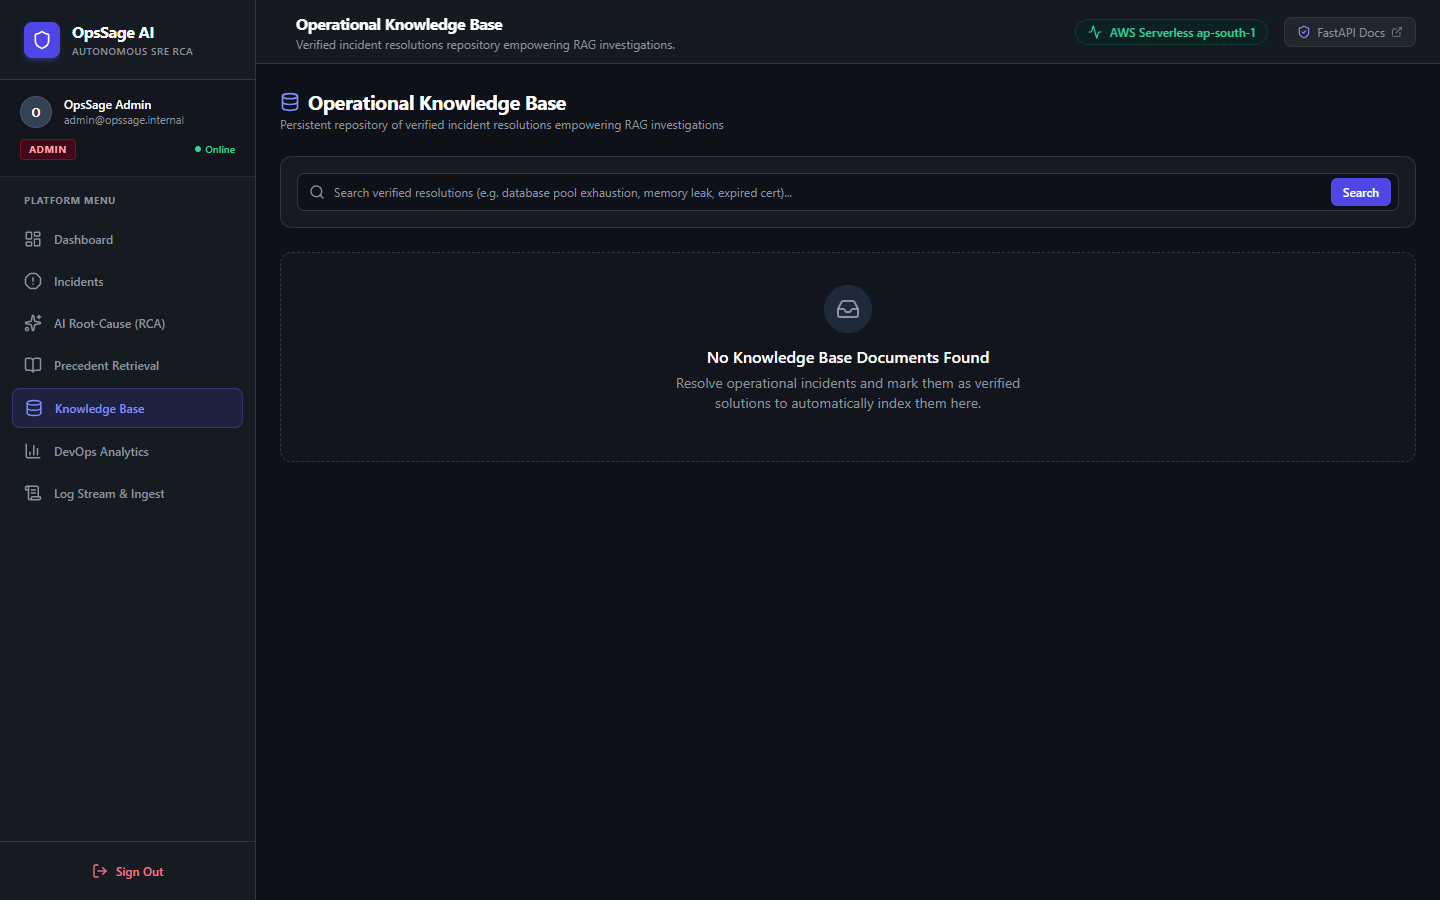 OpsSage AI
AUTONOMOUS SRE RCA
O
OpsSage Admin
admin@opssage.internal
ADMIN
Online
PLATFORM MENU
Dashboard
Incidents
AI Root-Cause (RCA)
Precedent Retrieval
Knowledge Base
DevOps Analytics
Log Stream & Ingest
Sign Out
Operational Knowledge Base
Verified incident resolutions repository empowering RAG investigations.
AWS Serverless ap-south-1
FastAPI Docs
Operational Knowledge Base
Persistent repository of verified incident resolutions empowering RAG investigations
Search verified resolutions (e.g. database pool exhaustion, memory leak, expired cert)...
Search
No Knowledge Base Documents Found
Resolve operational incidents and mark them as verified
solutions to automatically index them here.